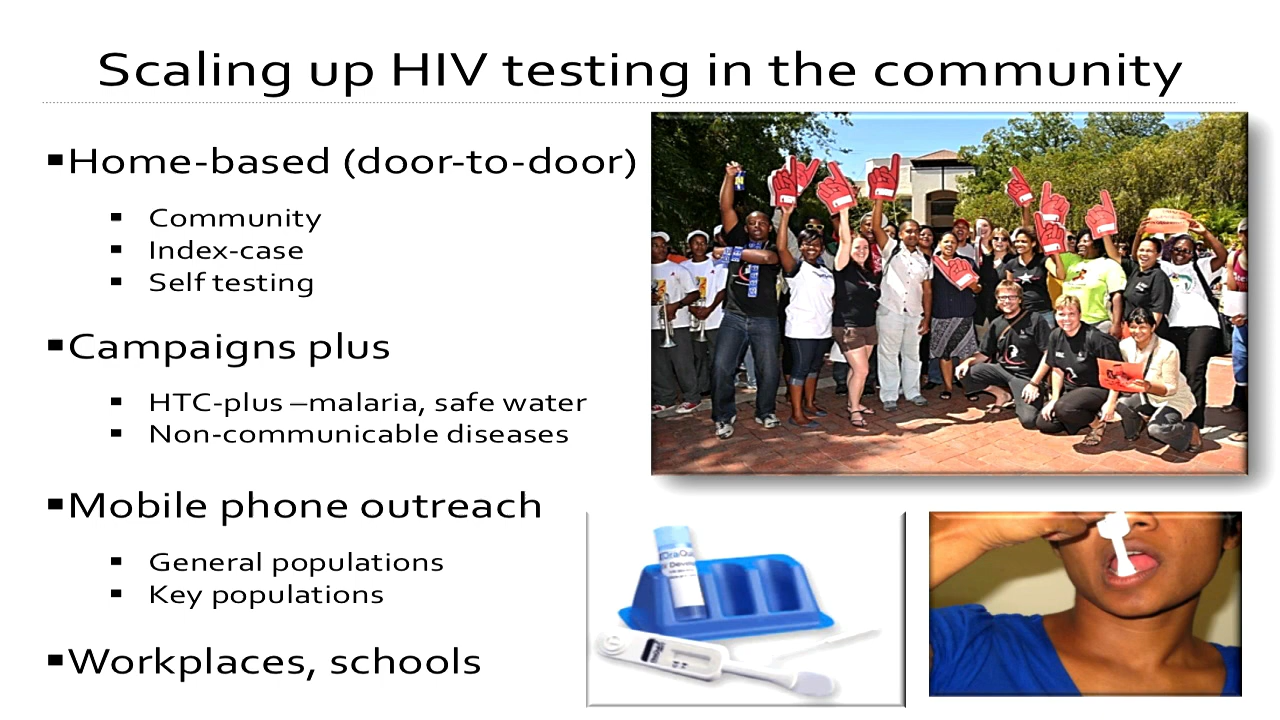 Scaling up HIV testing in the community
▪Home-based (door-to-door)
▪ Community
▪ Index-case
▪ Self testing
▪Campaigns plus
▪ HTC-plus –malaria, safe water
▪ Non-communicable diseases
▪Mobile phone outreach
▪ General populations
▪ Key populations
▪Workplaces, schools